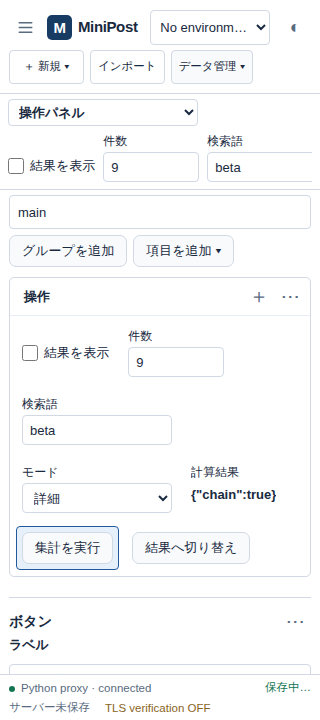 M MiniPost No environm…
＋ 新規 ▾ インポート データ管理 ▾
操作パネル
件数 検索語
結果を表示 9 beta
main
グループを追加 項目を追加 ▾
操作 ＋ ⋯
件数
結果を表示 9
検索語
beta
モード 計算結果
詳細 {"chain":true}
集計を実行 結果へ切り替え
ボタン ⋯
ラベル
Python proxy · connected 保存中…
サーバー未保存 TLS verification OFF